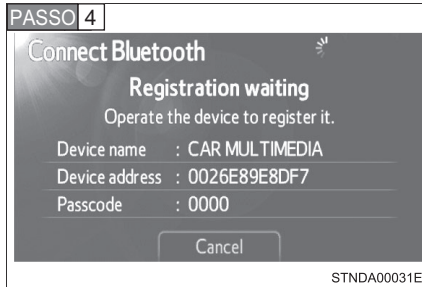 PASSO 4
Connect Bluetooth
Registration waiting
Operate the device to register it.
Device name : CAR MULTIMEDIA
Device address : 0026E89E8DF7
Passcode : 0000
Cancel
STNDA00031E